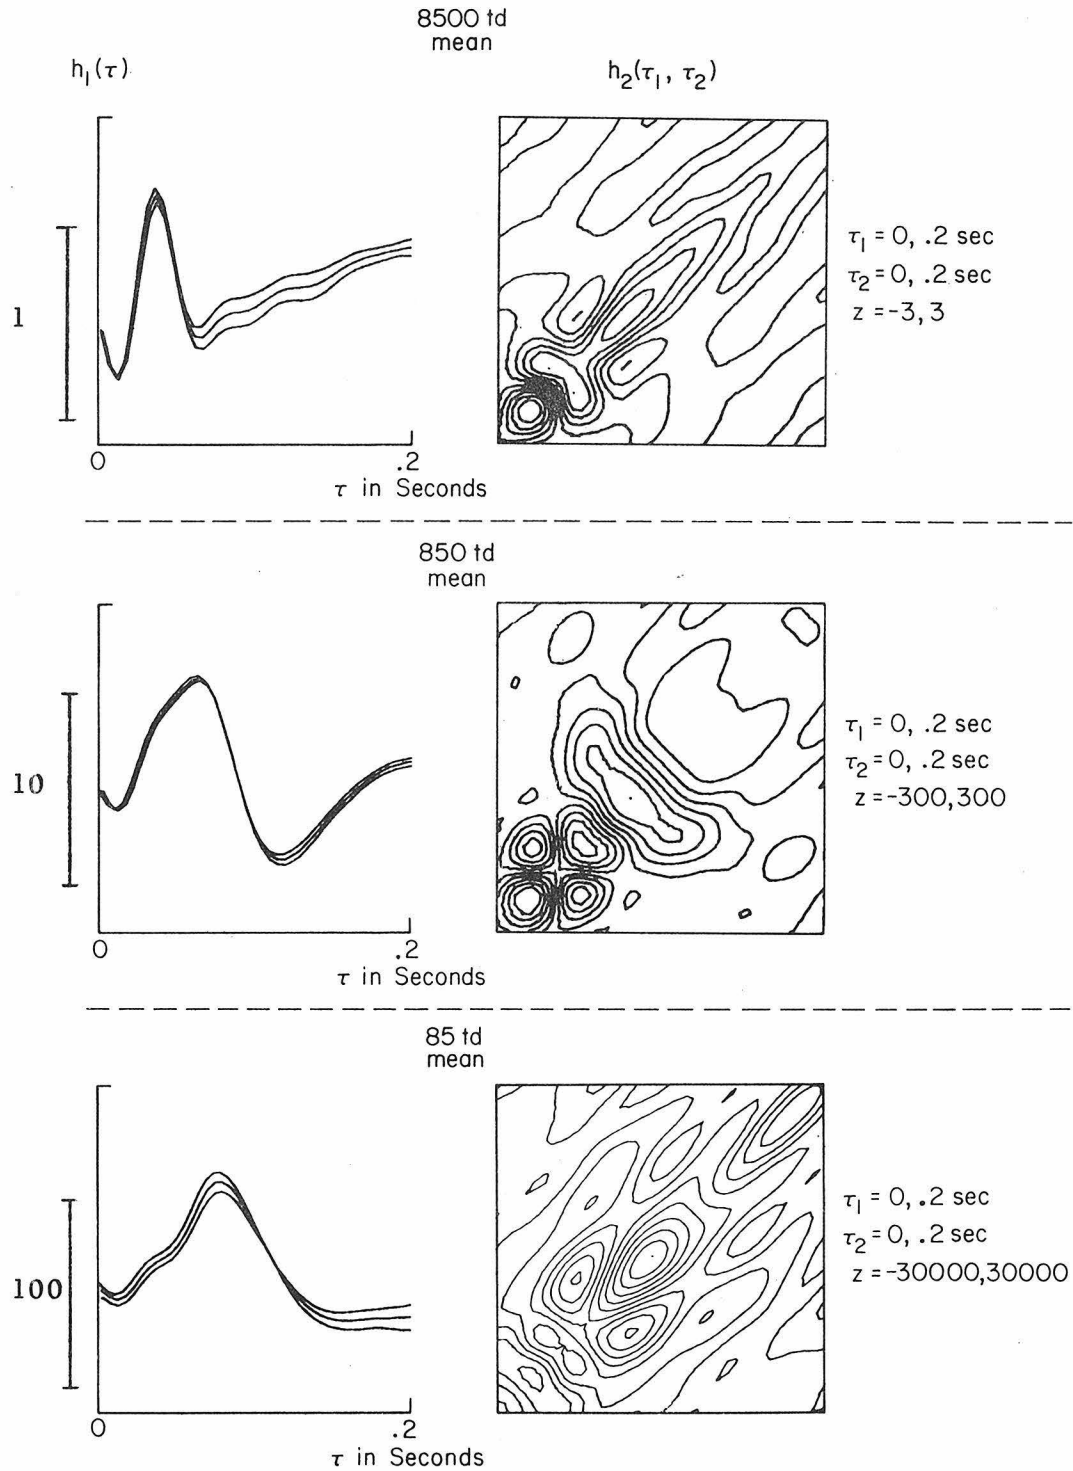 8500 td
mean
h₁(τ)
h₂(τ₁, τ₂)
1
τ₁ = 0, .2 sec
τ₂ = 0, .2 sec
z = -3,3
0
.2
τ in Seconds
850 td
mean
10
τ₁ = 0, .2 sec
τ₂ = 0, .2 sec
z = -300,300
0
.2
τ in Seconds
85 td
mean
100
τ₁ = 0, .2 sec
τ₂ = 0, .2 sec
z = -30000,30000
0
.2
τ in Seconds